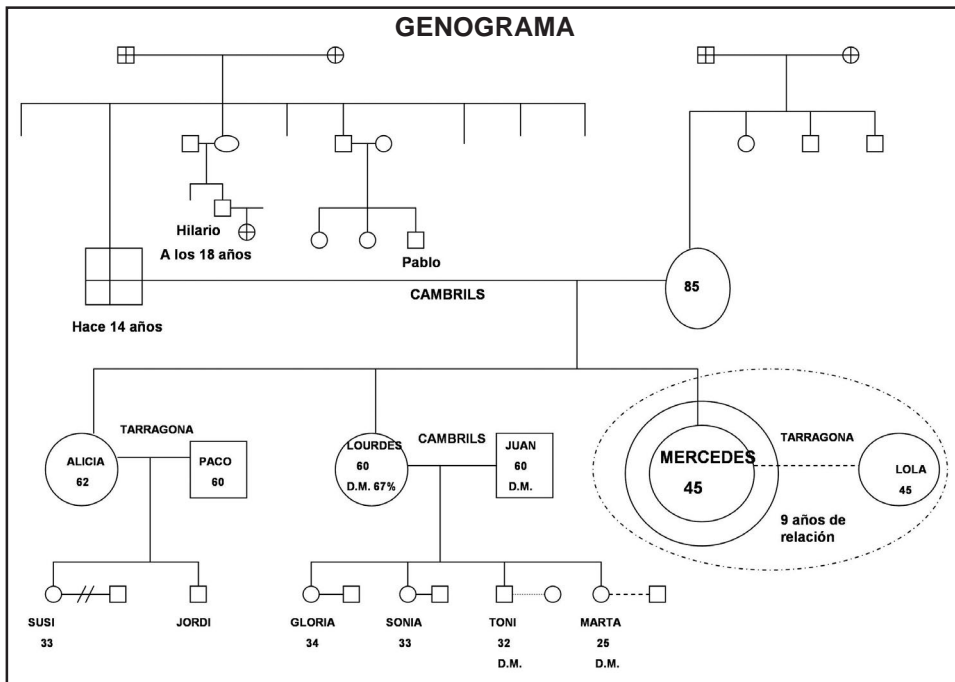 GENOGRAMA
Hilario
A los 18 años
Pablo
Hace 14 años
CAMBRILS
85
TARRAGONA
ALICIA
62
PACO
60
LOURDES
60
D.M. 67%
CAMBRILS
JUAN
60
D.M.
MERCEDES
45
TARRAGONA
LOLA
45
9 años de
relación
SUSI
33
JORDI
GLORIA
34
SONIA
33
TONI
32
D.M.
MARTA
25
D.M.